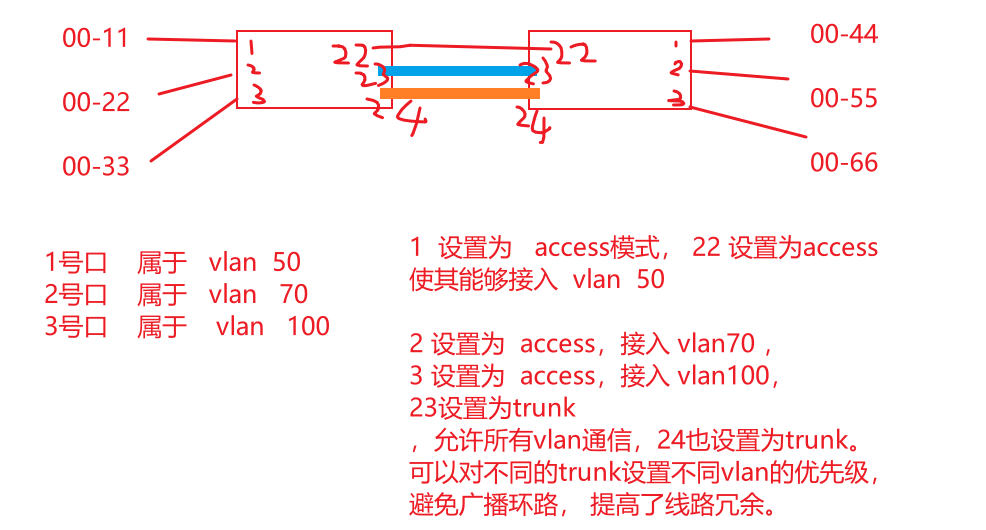 00-11
00-22
00-33
1
2
3
22
23
24
22
23
24
1
2
3
00-44
00-55
00-66
1号口 属于 vlan 50
2号口 属于 vlan 70
3号口 属于 vlan 100
1 设置为 access模式， 22 设置为access
使其能够接入 vlan 50
2 设置为 access，接入 vlan70 ，
3 设置为 access，接入 vlan100，
23设置为trunk
，允许所有vlan通信，24也设置为trunk。
可以对不同的trunk设置不同vlan的优先级，
避免广播环路， 提高了线路冗余。